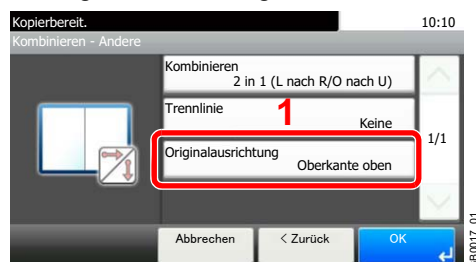 Kopierbereit.
10:10
Kombinieren - Andere
Kombinieren
2 in 1 (L nach R/O nach U)
Trennlinie
1
Keine
Originalausrichtung
Oberkante oben
1/1
Abbrechen
< Zurück
OK